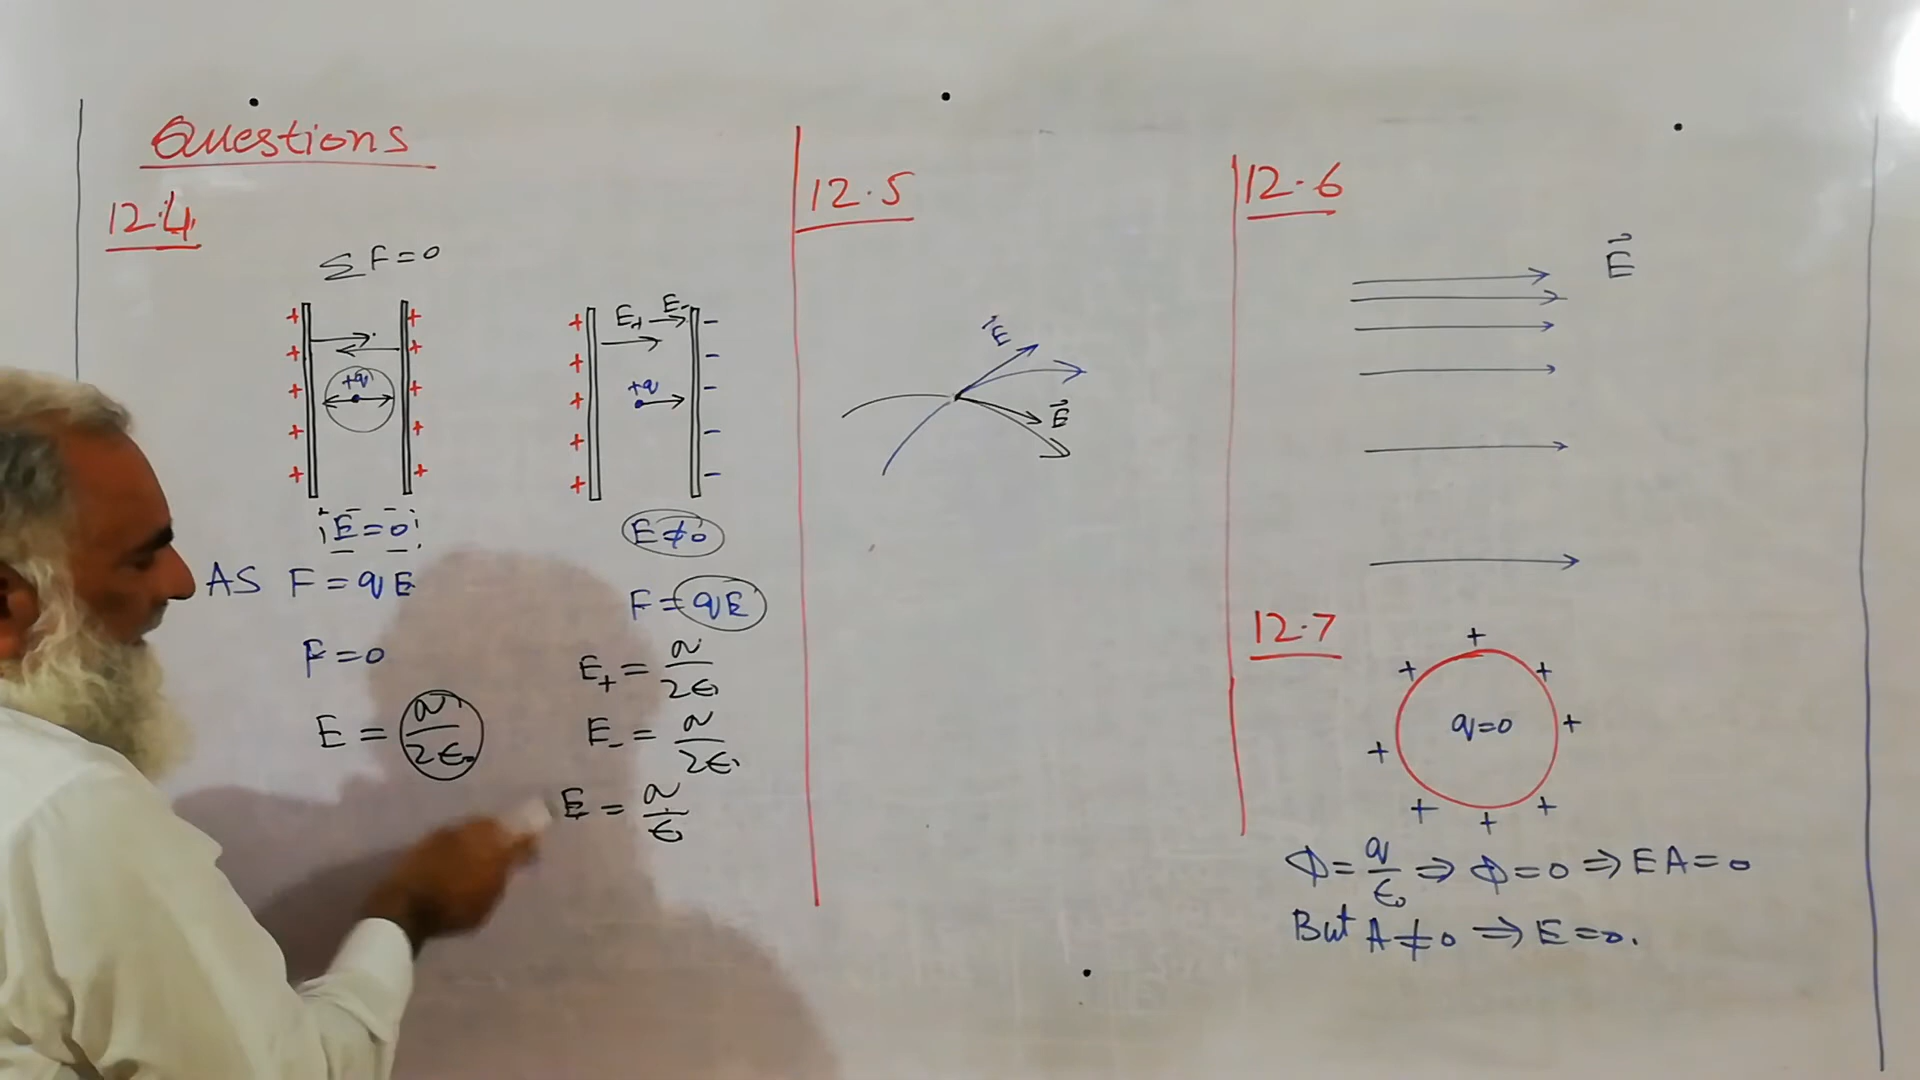 Questions
12.4
ΣF=0
+ + + + +
+ + + + +
+q
E=0
AS F=qE
F=0
E = σ/2ε₀
E₊ E₋
+ + + + +
− − − − −
+q
E≠0
F=qE
E₊ = σ/2ε₀
E₋ = σ/2ε₀
E = σ/ε₀
12.5
E⃗
E⃗
12.6
E⃗
12.7
+ + + + + + + +
q=0
Φ=q/ε₀ ⇒ Φ=0 ⇒ EA=0
But A≠0 ⇒ E=0.